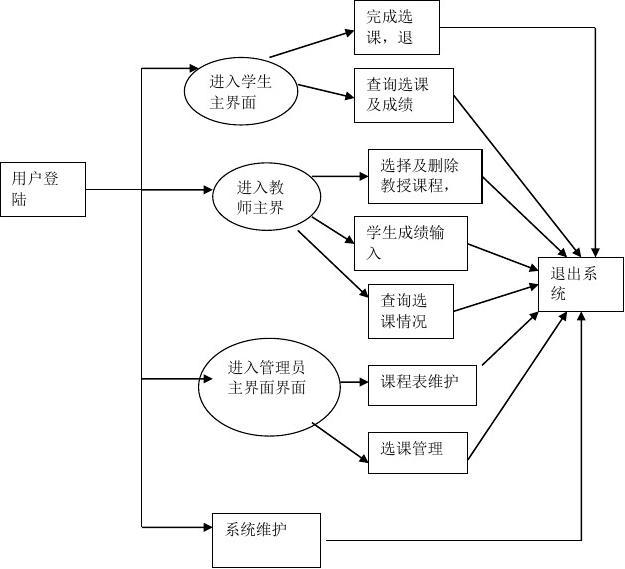 完成选
课，退
进入学生
主界面
查询选课
及成绩
用户登
陆
进入教
师主界
选择及删除
教授课程，
学生成绩输
入
退出系
统
查询选
课情况
进入管理员
主界面界面
课程表维护
选课管理
系统维护